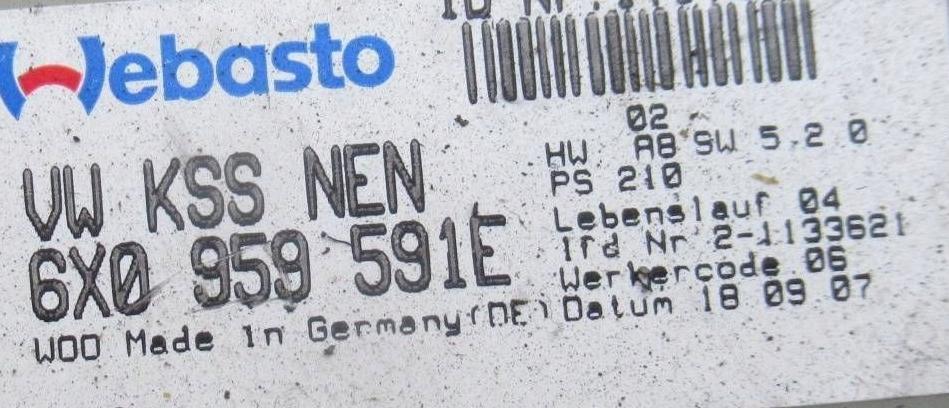 Webasto
VW KSS NEN
6X0 959 591E
W00 Made in Germany (DE)
02
HW AB SW 5.2.0
PS 210
Lebenslauf 04
lfd Nr 2-1133621
Werkercode 06
Datum 18 09 07